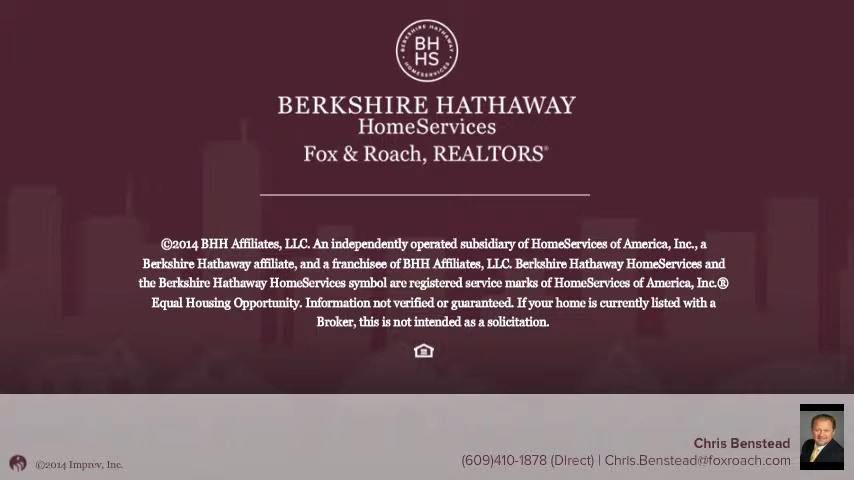 BERKSHIRE HATHAWAY
HOMESERVICES
BH
HS
BERKSHIRE HATHAWAY
HomeServices
Fox & Roach, REALTORS®
©2014 BHH Affiliates, LLC. An independently operated subsidiary of HomeServices of America, Inc., a
Berkshire Hathaway affiliate, and a franchisee of BHH Affiliates, LLC. Berkshire Hathaway HomeServices and
the Berkshire Hathaway HomeServices symbol are registered service marks of HomeServices of America, Inc.®
Equal Housing Opportunity. Information not verified or guaranteed. If your home is currently listed with a
Broker, this is not intended as a solicitation.
Chris Benstead
(609)410-1878 (Direct) | Chris.Benstead@foxroach.com
©2014 Imprev, Inc.